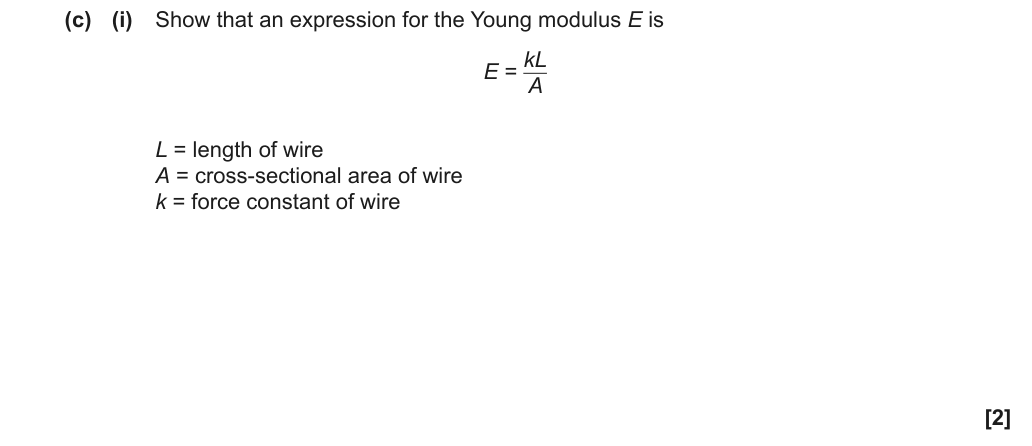 (c) (i) Show that an expression for the Young modulus E is
E = kL/A
L = length of wire
A = cross-sectional area of wire
k = force constant of wire
[2]